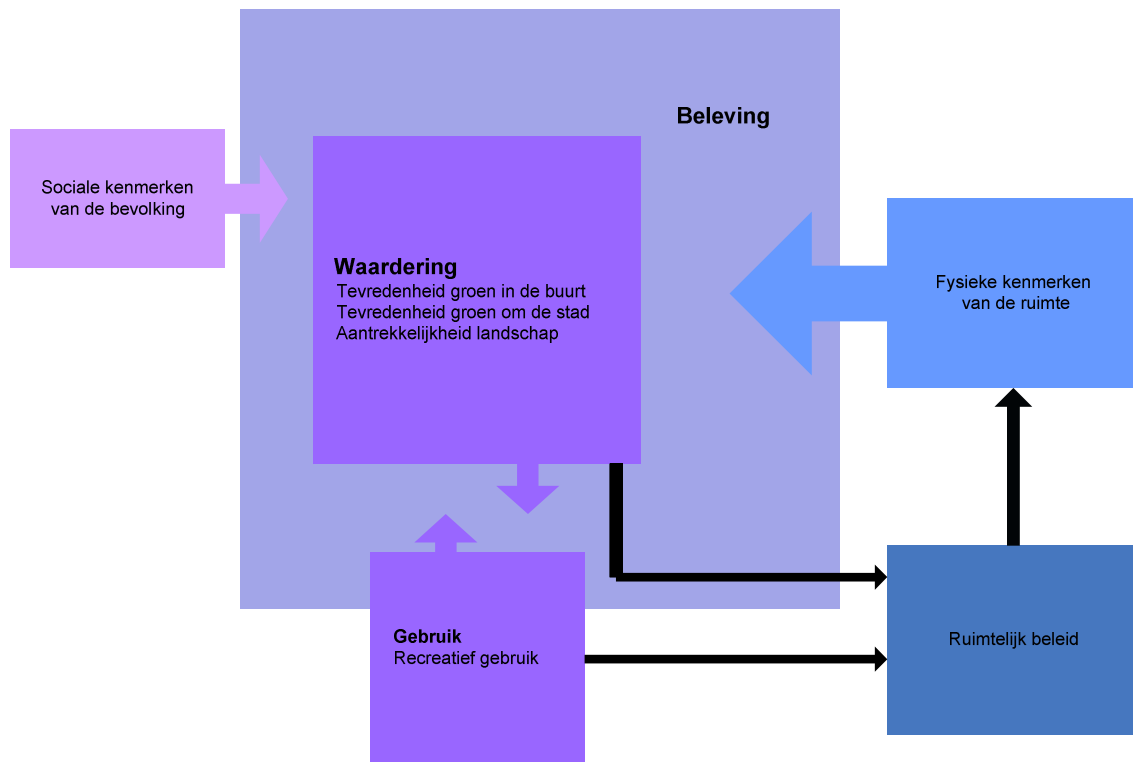 Beleving
Sociale kenmerken
van de bevolking
Waardering
Tevredenheid groen in de buurt
Tevredenheid groen om de stad
Aantrekkelijkheid landschap
Fysieke kenmerken
van de ruimte
Gebruik
Recreatief gebruik
Ruimtelijk beleid